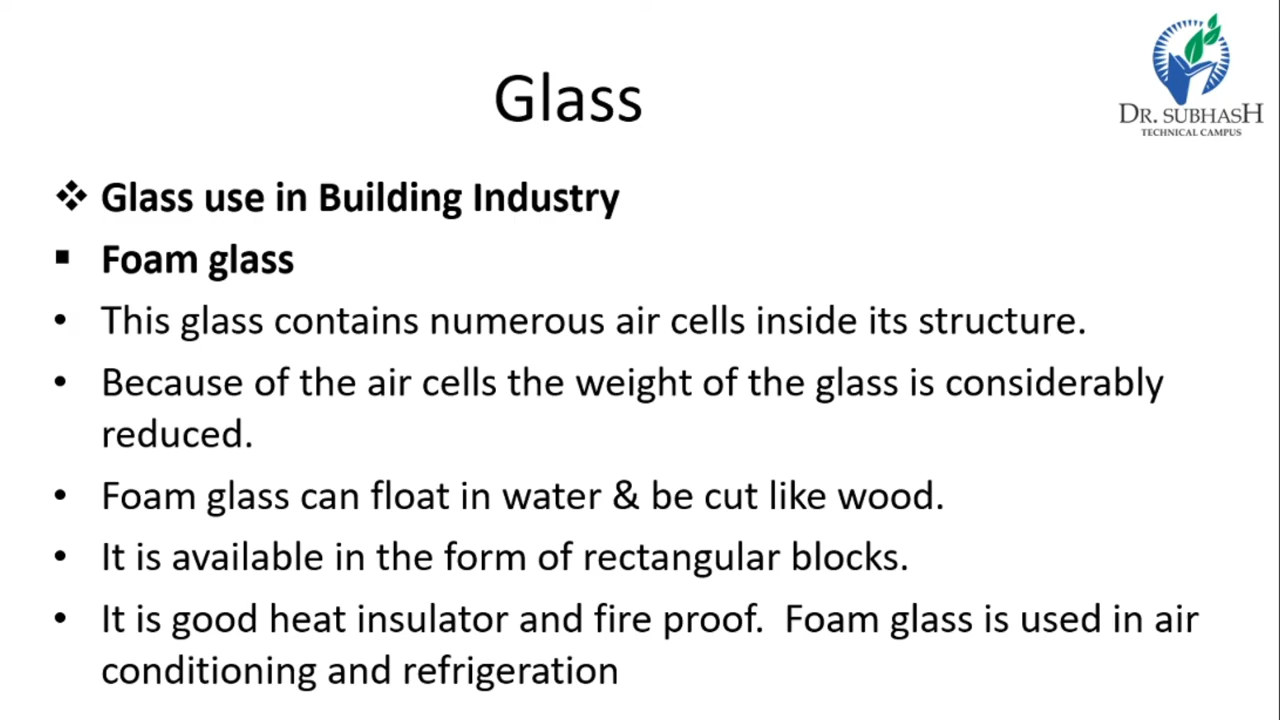 DR. SUBHASH
TECHNICAL CAMPUS
Glass
❖ Glass use in Building Industry
▪ Foam glass
• This glass contains numerous air cells inside its structure.
• Because of the air cells the weight of the glass is considerably
reduced.
• Foam glass can float in water & be cut like wood.
• It is available in the form of rectangular blocks.
• It is good heat insulator and fire proof.  Foam glass is used in air
conditioning and refrigeration